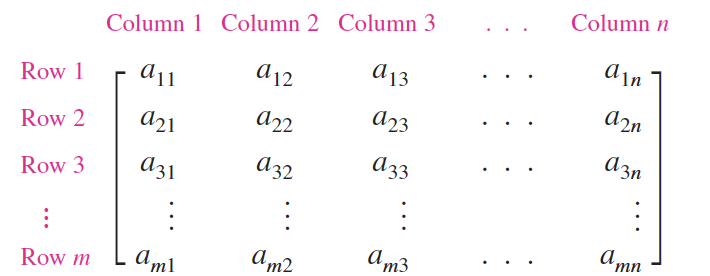 Column 1 Column 2 Column 3 . . . Column n
Row 1 a11 a12 a13 . . . a1n
Row 2 a21 a22 a23 . . . a2n
Row 3 a31 a32 a33 . . . a3n
⋮ ⋮ ⋮ ⋮ ⋮
Row m am1 am2 am3 . . . amn